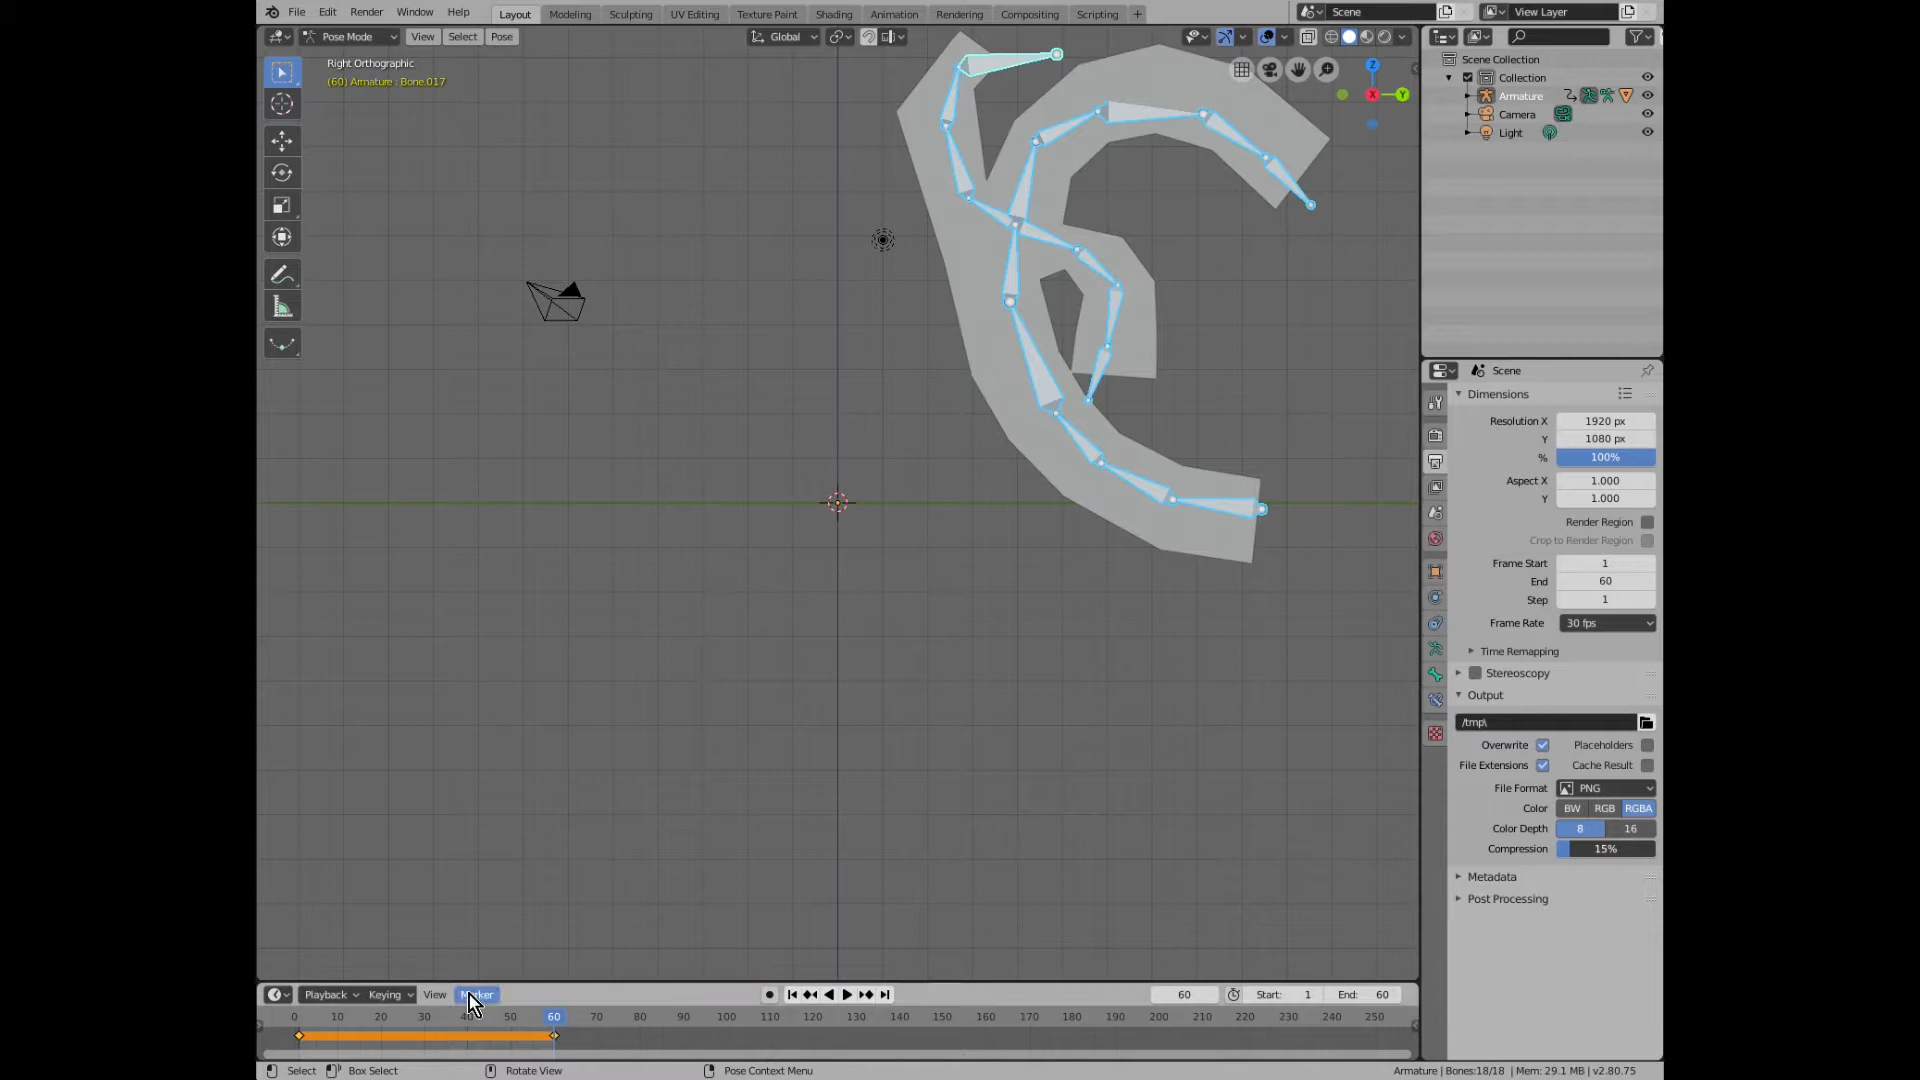 File Edit Render Window Help Layout Modeling Sculpting UV Editing Texture Paint Shading Animation Rendering Compositing Scripting + Scene View Layer
Pose Mode View Select Pose Global
Right Orthographic
(60) Armature : Bone.017
Z
X
Y
Scene Collection
Collection
Armature
Camera
Light
Scene
Dimensions
Resolution X 1920 px
Y 1080 px
% 100%
Aspect X 1.000
Y 1.000
Render Region
Crop to Render Region
Frame Start 1
End 60
Step 1
Frame Rate 30 fps
Time Remapping
Stereoscopy
Output
/tmp\
Overwrite Placeholders
File Extensions Cache Result
File Format PNG
Color BW RGB RGBA
Color Depth 8 16
Compression 15%
Metadata
Post Processing
Playback Keying View Marker 60 Start: 1 End: 60
0 10 20 30 40 50 60 70 80 90 100 110 120 130 140 150 160 170 180 190 200 210 220 230 240 250
Select Box Select Rotate View Pose Context Menu Armature | Bones:18/18 | Mem: 29.1 MB | v2.80.75